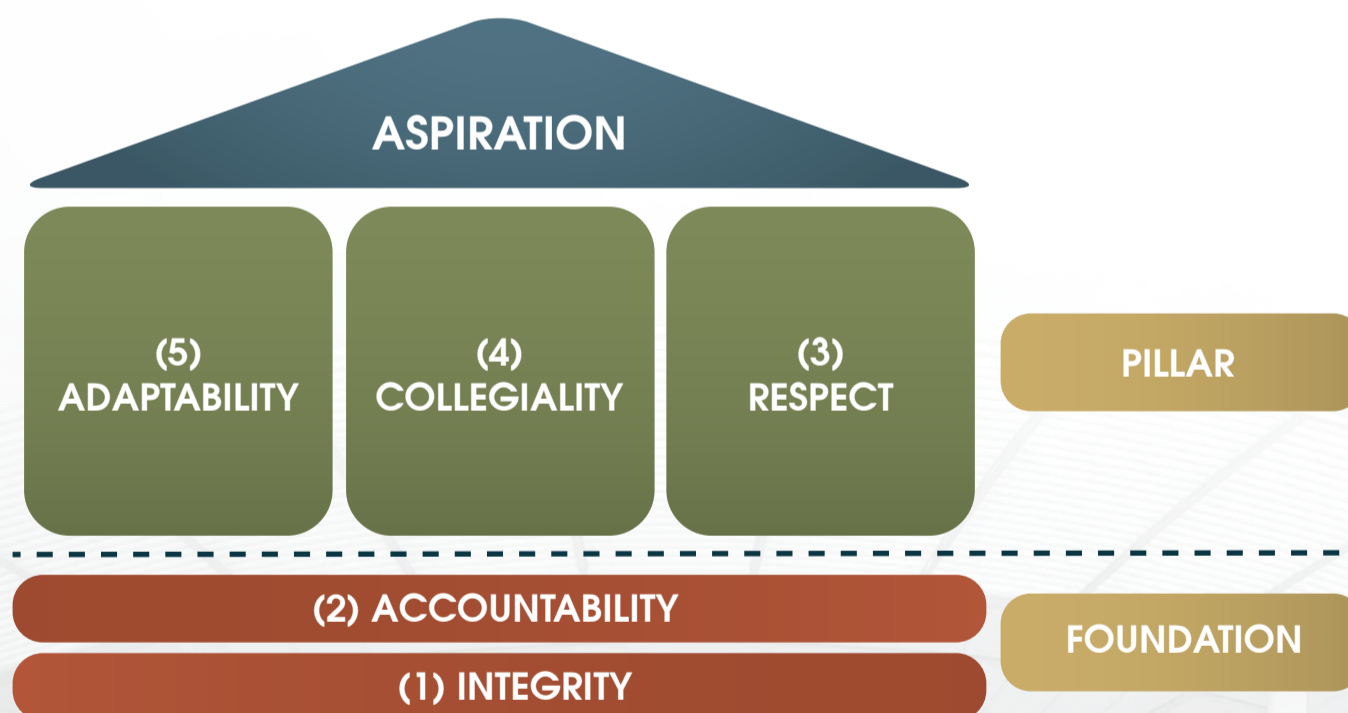 ASPIRATION
(5)
ADAPTABILITY
(4)
COLLEGIALITY
(3)
RESPECT
PILLAR
(2) ACCOUNTABILITY
FOUNDATION
(1) INTEGRITY